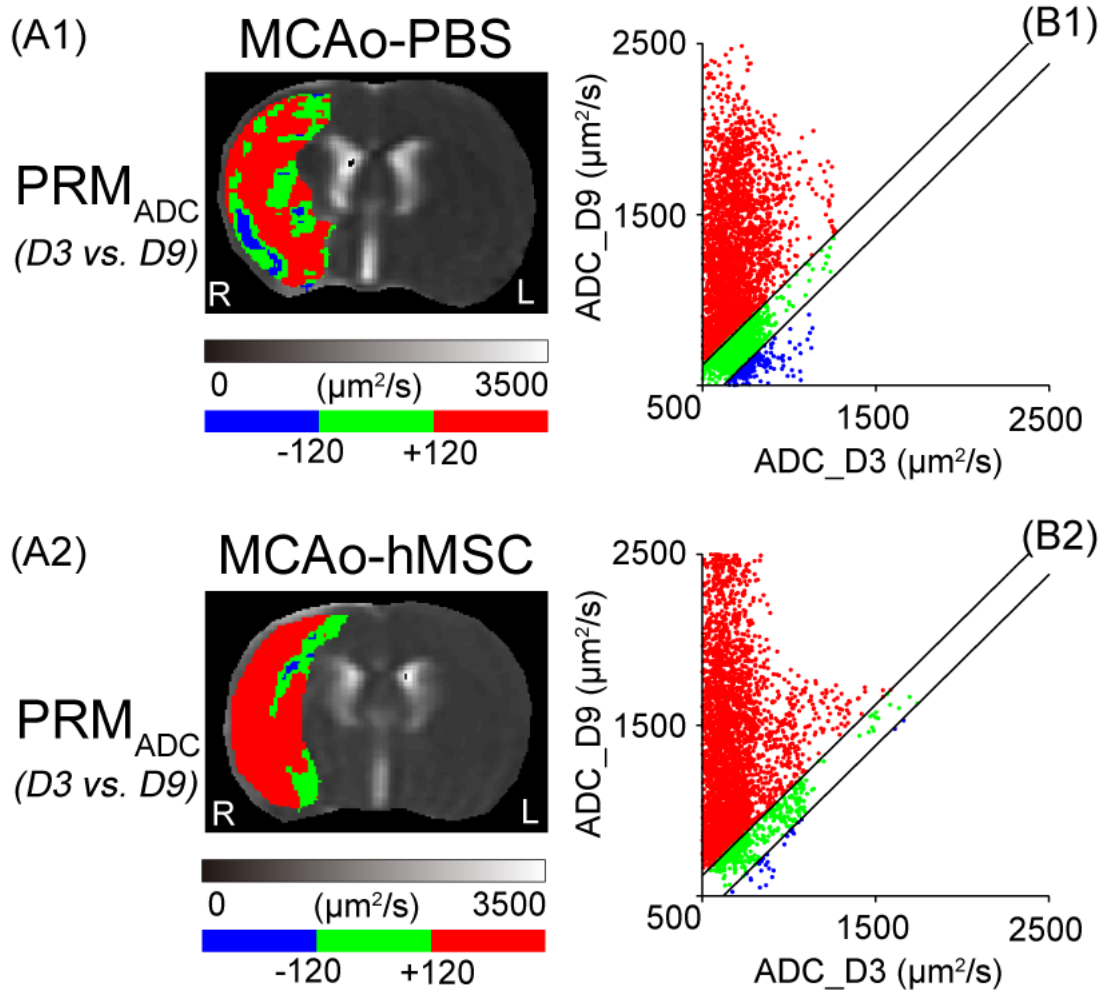 (A1)
MCAo-PBS
(B1)
PRM_ADC
(D3 vs. D9)
R
L
0
(µm²/s)
3500
-120
+120
2500
1500
500
1500
2500
ADC_D9 (µm²/s)
ADC_D3 (µm²/s)
(A2)
MCAo-hMSC
(B2)
PRM_ADC
(D3 vs. D9)
R
L
0
(µm²/s)
3500
-120
+120
2500
1500
500
1500
2500
ADC_D9 (µm²/s)
ADC_D3 (µm²/s)